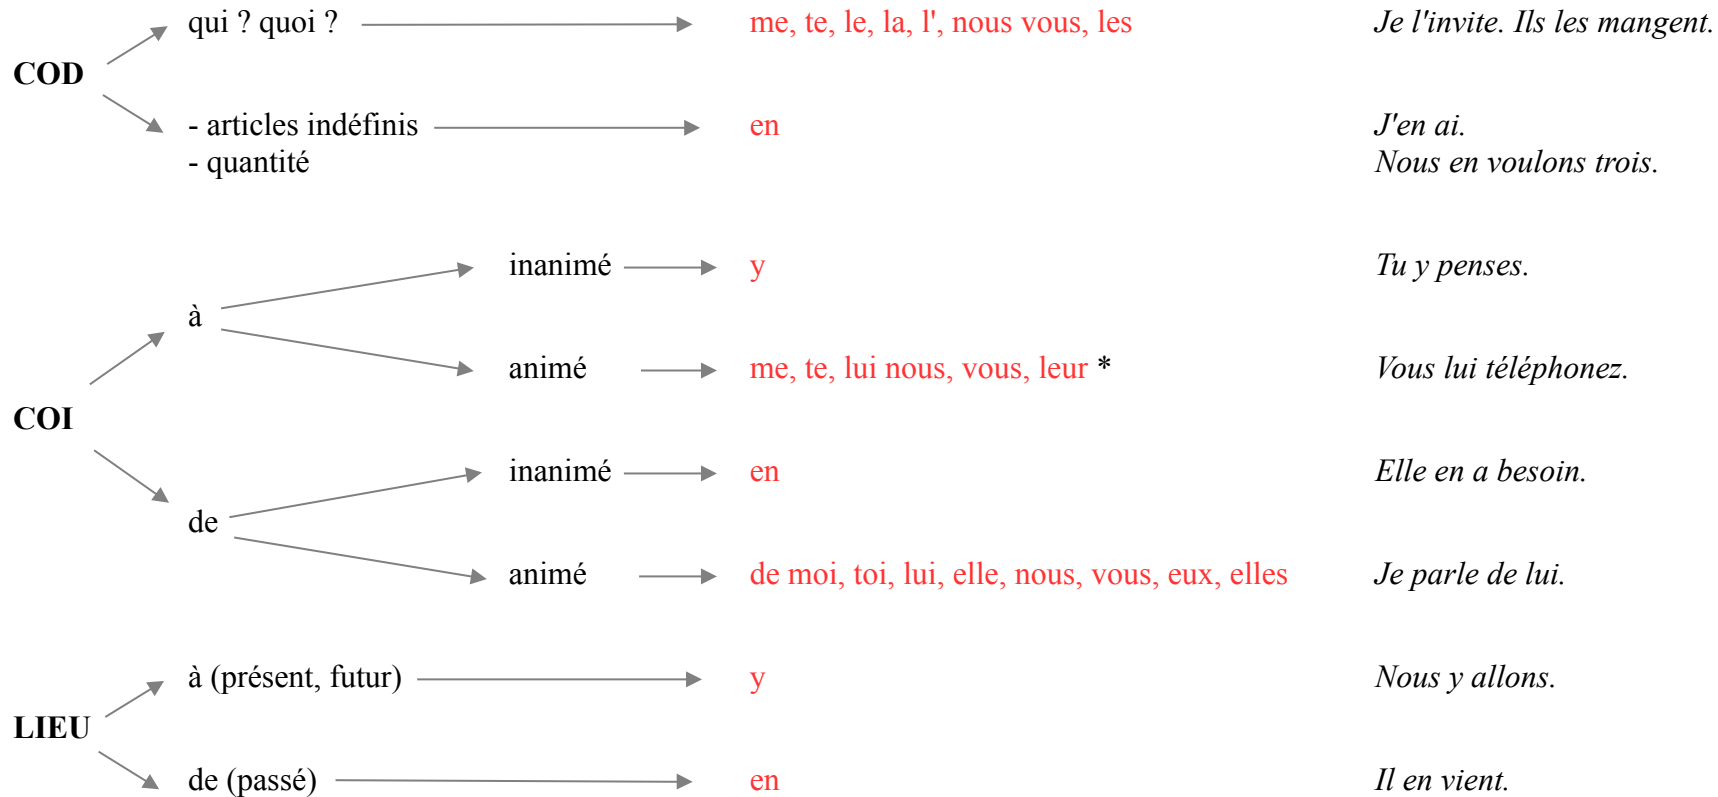 qui ? quoi ? me, te, le, la, l', nous vous, les Je l'invite. Ils les mangent.
COD
- articles indéfinis en J'en ai.
- quantité Nous en voulons trois.
inanimé y Tu y penses.
à
animé me, te, lui nous, vous, leur * Vous lui téléphonez.
COI
inanimé en Elle en a besoin.
de
animé de moi, toi, lui, elle, nous, vous, eux, elles Je parle de lui.
à (présent, futur) y Nous y allons.
LIEU
de (passé) en Il en vient.